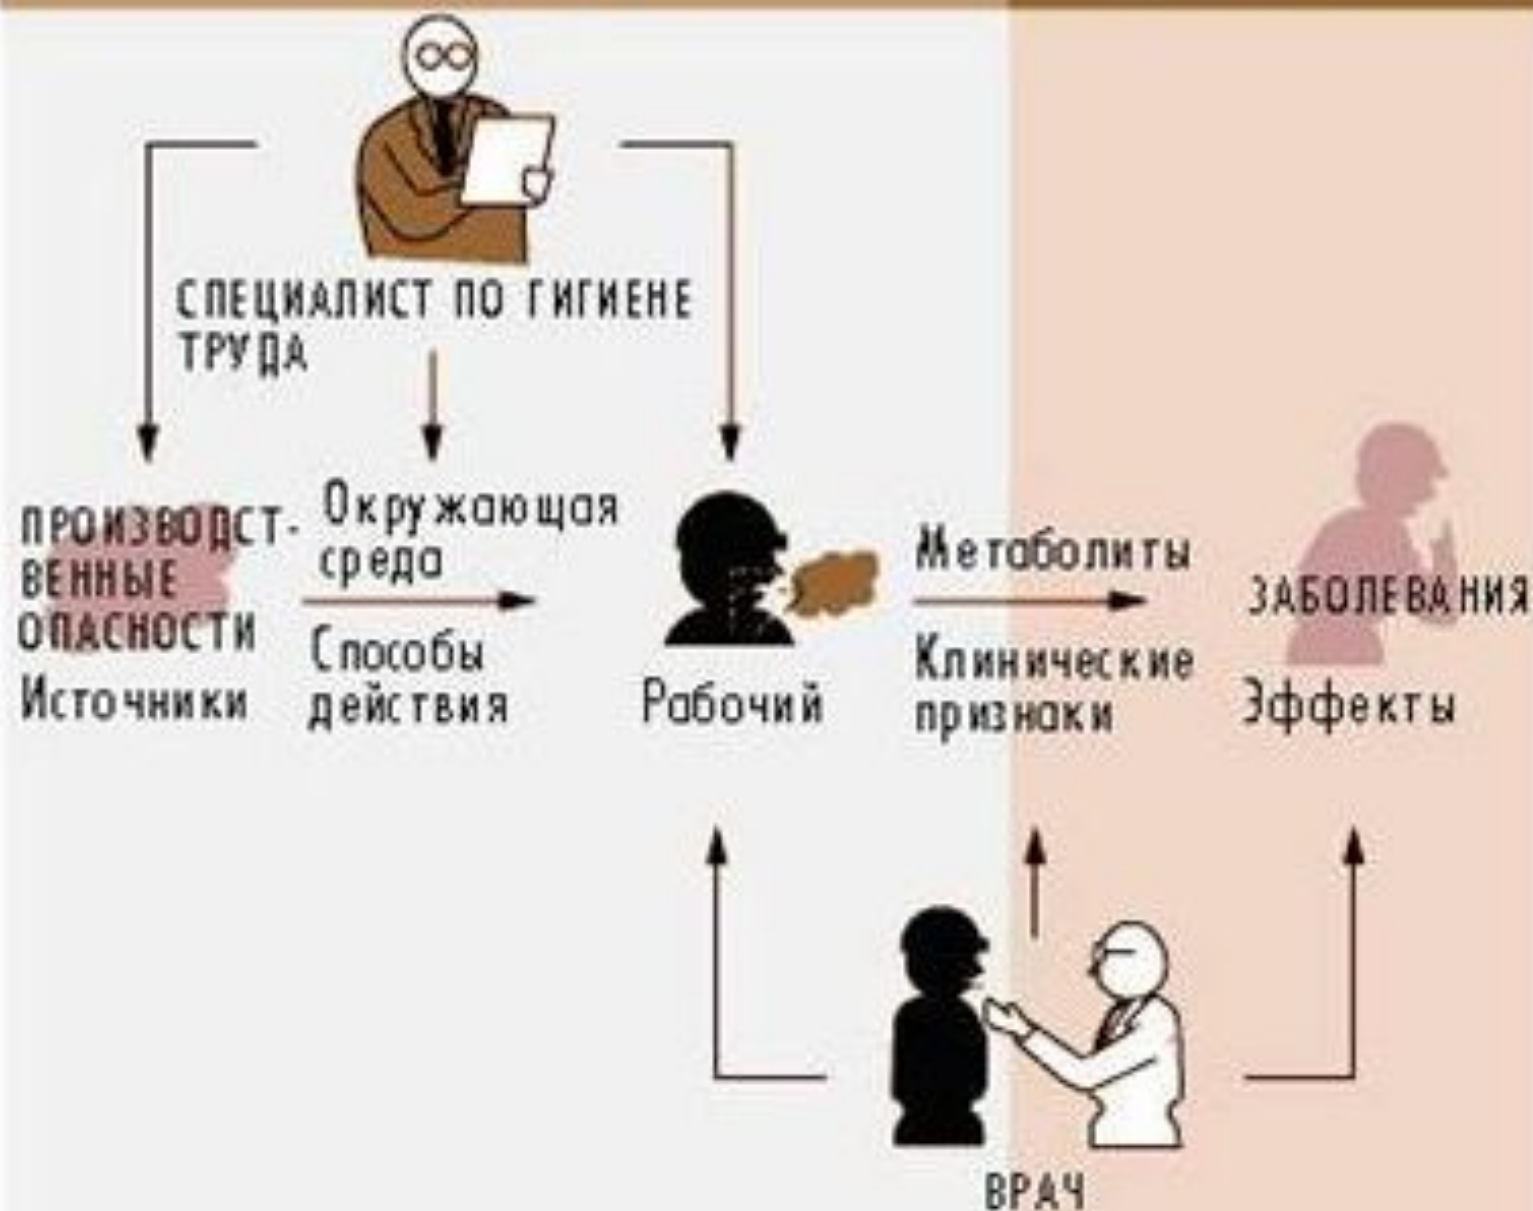 СПЕЦИАЛИСТ ПО ГИГИЕНЕ
ТРУДА
ПРОИЗВОДСТ-
ВЕННЫЕ
ОПАСНОСТИ
Источники
Окружающая
среда
Способы
действия
Рабочий
Метаболиты
Клинические
признаки
ЗАБОЛЕВАНИЯ
Эффекты
ВРАЧ